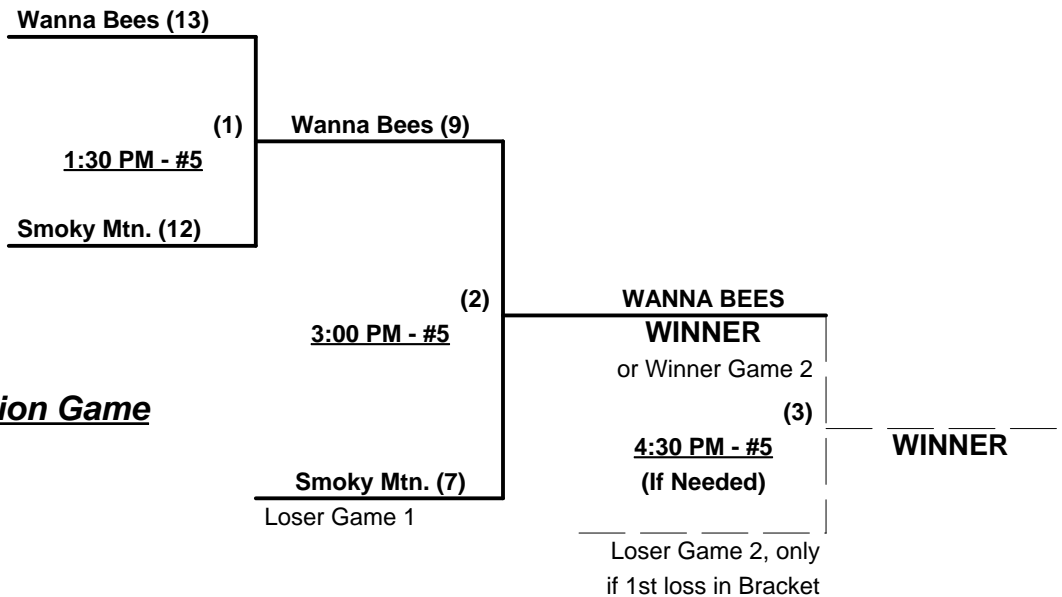 Wanna Bees (13)
(1)
Wanna Bees (9)
1:30 PM - #5
Smoky Mtn. (12)
(2)
WANNA BEES
3:00 PM - #5
WINNER
or Winner Game 2
ion Game
(3)
4:30 PM - #5
WINNER
(If Needed)
Smoky Mtn. (7)
Loser Game 1
Loser Game 2, only
if 1st loss in Bracket